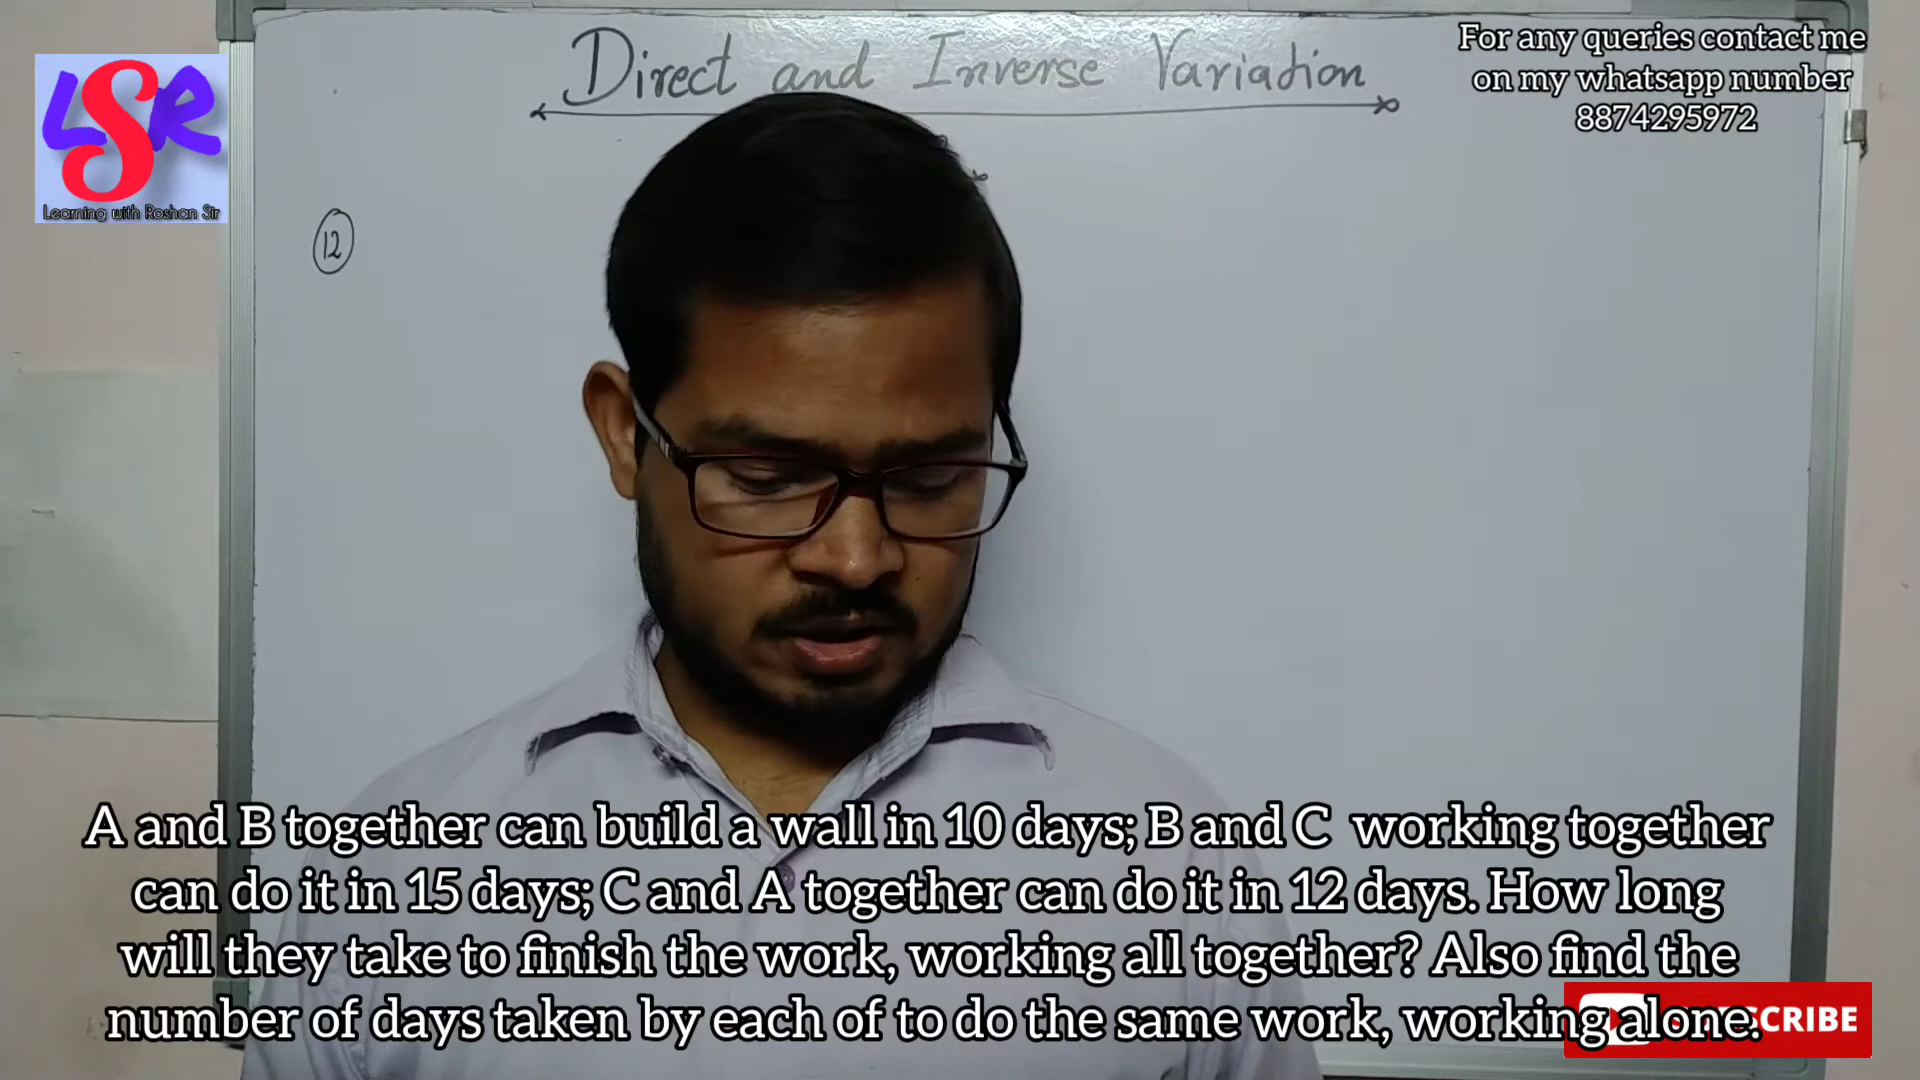 Direct and Inverse Variation
For any queries contact me
on my whatsapp number
8874295972
LSR
Learning with Roshan Sir
12
A and B together can build a wall in 10 days; B and C working together
can do it in 15 days; C and A together can do it in 12 days. How long
will they take to finish the work, working all together? Also find the
number of days taken by each of to do the same work, working alone.
SCRIBE